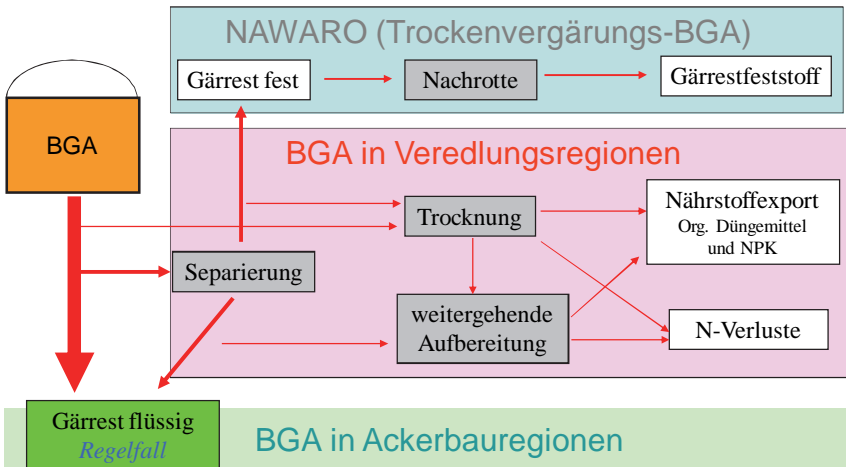 NAWARO (Trockenvergärungs-BGA)
Gärrest fest
Nachrotte
Gärrestfeststoff
BGA
BGA in Veredlungsregionen
Trocknung
Nährstoffexport
Org. Düngemittel
und NPK
Separierung
weitergehende
Aufbereitung
N-Verluste
Gärrest flüssig
Regelfall
BGA in Ackerbauregionen